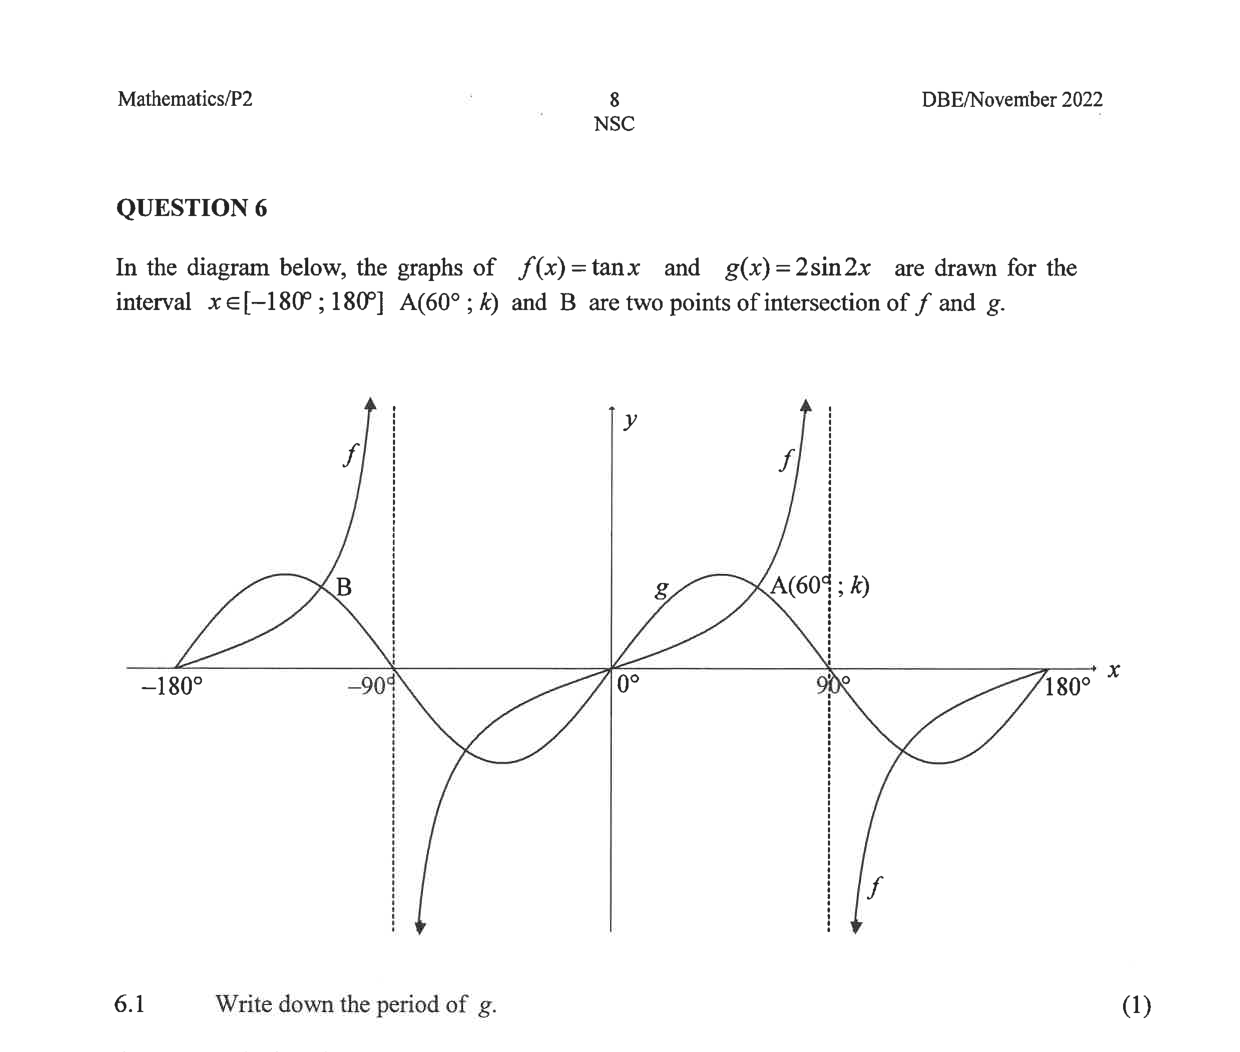 Mathematics/P2 8 DBE/November 2022
NSC
QUESTION 6
In the diagram below, the graphs of f(x) = tan x and g(x) = 2 sin 2x are drawn for the
interval x ∈ [−180° ; 180°] A(60° ; k) and B are two points of intersection of f and g.
y
f
f
B
g
A(60° ; k)
x
−180°
−90°
0°
90°
180°
f
6.1 Write down the period of g. (1)